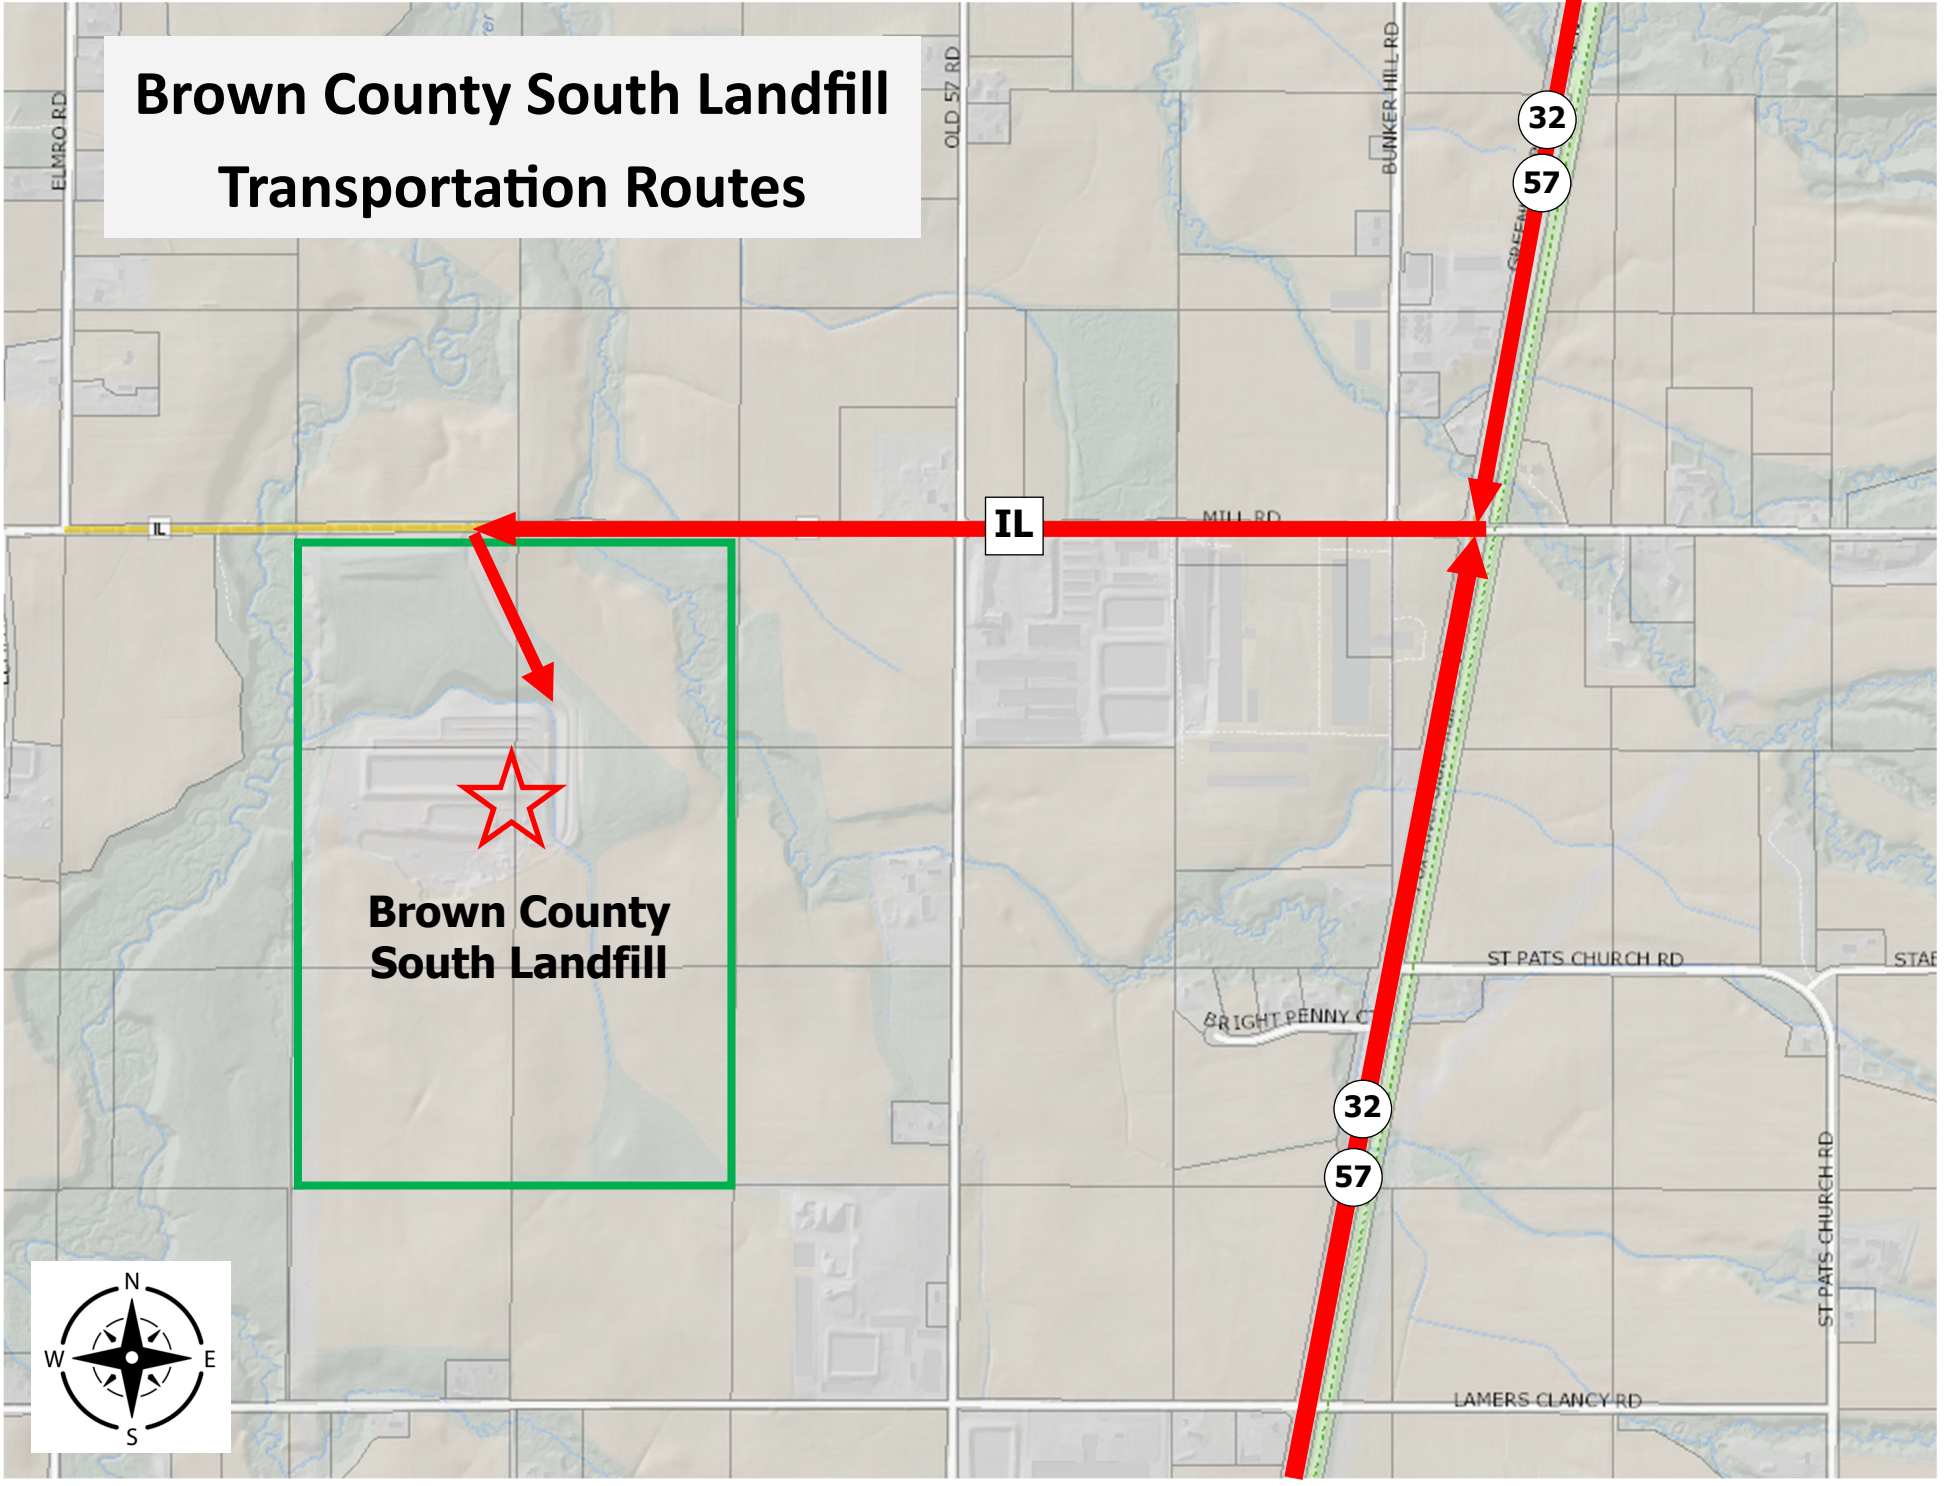 Brown County South Landfill
Transportation Routes
ELMRO RD
OLD 57 RD
BUNKER HILL RD
32
57
IL
IL
MILL RD
Brown County
South Landfill
ST PATS CHURCH RD
BRIGHT PENNY CT
32
57
ST PATS CHURCH RD
LAMERS CLANCY RD
N
W
E
S